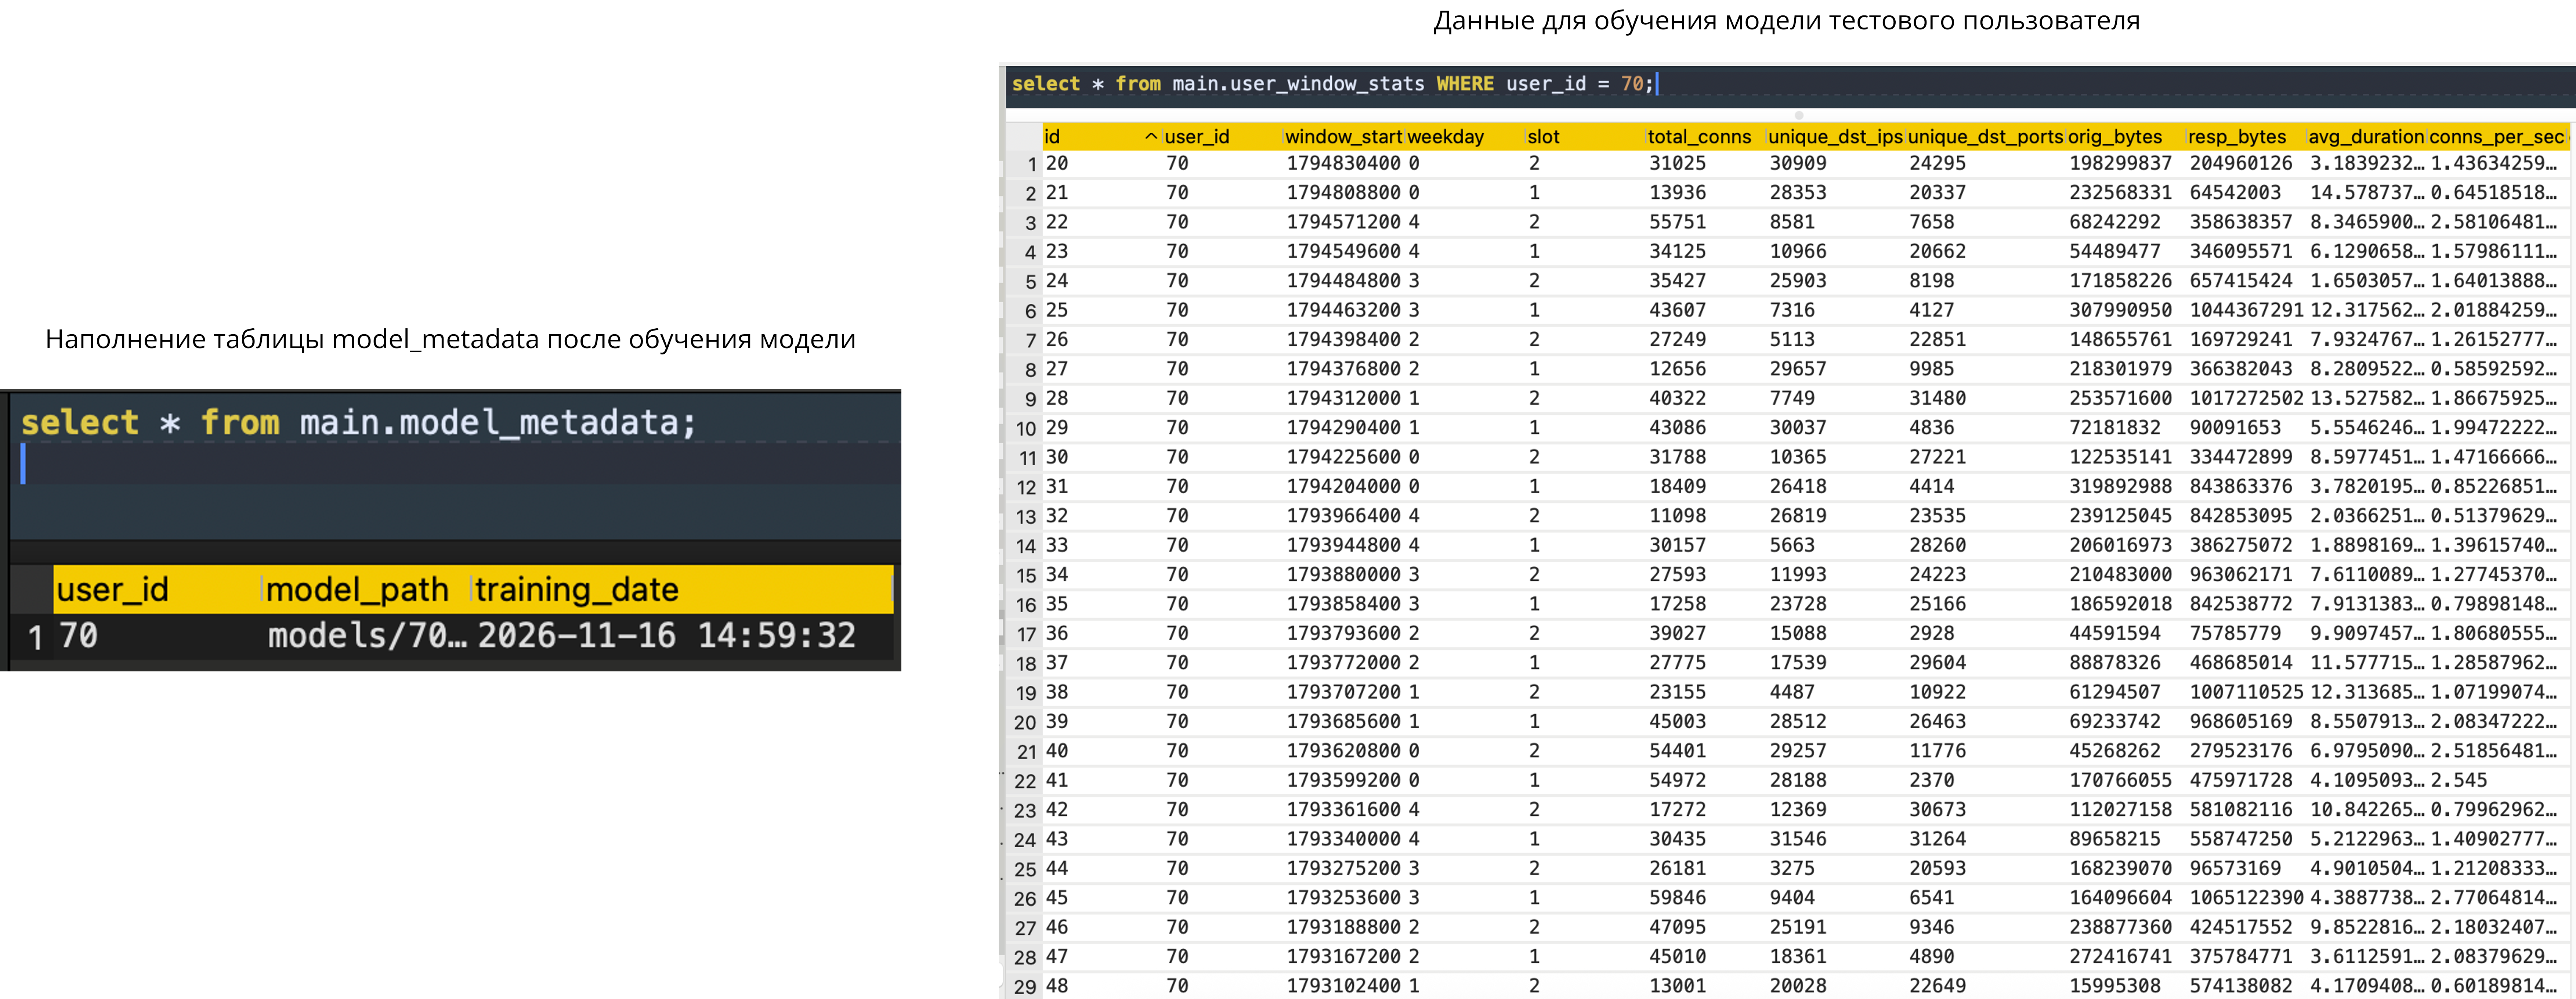 Данные для обучения модели тестового пользователя
select * from main.user_window_stats WHERE user_id = 70;
id user_id window_start weekday slot total_conns unique_dst_ips unique_dst_ports orig_bytes resp_bytes avg_duration conns_per_sec
1 20 70 1794830400 0 2 31025 30909 24295 198299837 204960126 3.1839232… 1.43634259…
2 21 70 1794808800 0 1 13936 28353 20337 232568331 64542003 14.578737… 0.64518518…
3 22 70 1794571200 4 2 55751 8581 7658 68242292 358638357 8.3465900… 2.58106481…
4 23 70 1794549600 4 1 34125 10966 20662 54489477 346095571 6.1290658… 1.57986111…
5 24 70 1794484800 3 2 35427 25903 8198 171858226 657415424 1.6503057… 1.64013888…
6 25 70 1794463200 3 1 43607 7316 4127 307990950 1044367291 12.317562… 2.01884259…
7 26 70 1794398400 2 2 27249 5113 22851 148655761 169729241 7.9324767… 1.26152777…
8 27 70 1794376800 2 1 12656 29657 9985 218301979 366382043 8.2809522… 0.58592592…
9 28 70 1794312000 1 2 40322 7749 31480 253571600 1017272502 13.527582… 1.86675925…
10 29 70 1794290400 1 1 43086 30037 4836 72181832 90091653 5.5546246… 1.99472222…
11 30 70 1794225600 0 2 31788 10365 27221 122535141 334472899 8.5977451… 1.47166666…
12 31 70 1794204000 0 1 18409 26418 4414 319892988 843863376 3.7820195… 0.85226851…
13 32 70 1793966400 4 2 11098 26819 23535 239125045 842853095 2.0366251… 0.51379629…
14 33 70 1793944800 4 1 30157 5663 28260 206016973 386275072 1.8898169… 1.39615740…
15 34 70 1793880000 3 2 27593 11993 24223 210483000 963062171 7.6110089… 1.27745370…
16 35 70 1793858400 3 1 17258 23728 25166 186592018 842538772 7.9131383… 0.79898148…
17 36 70 1793793600 2 2 39027 15088 2928 44591594 75785779 9.9097457… 1.80680555…
18 37 70 1793772000 2 1 27775 17539 29604 88878326 468685014 11.577715… 1.28587962…
19 38 70 1793707200 1 2 23155 4487 10922 61294507 1007110525 12.313685… 1.07199074…
20 39 70 1793685600 1 1 45003 28512 26463 69233742 968605169 8.5507913… 2.08347222…
21 40 70 1793620800 0 2 54401 29257 11776 45268262 279523176 6.9795090… 2.51856481…
22 41 70 1793599200 0 1 54972 28188 2370 170766055 475971728 4.1095093… 2.545
23 42 70 1793361600 4 2 17272 12369 30673 112027158 581082116 10.842265… 0.79962962…
24 43 70 1793340000 4 1 30435 31546 31264 89658215 558747250 5.2122963… 1.40902777…
25 44 70 1793275200 3 2 26181 3275 20593 168239070 96573169 4.9010504… 1.21208333…
26 45 70 1793253600 3 1 59846 9404 6541 164096604 1065122390 4.3887738… 2.77064814…
27 46 70 1793188800 2 2 47095 25191 9346 238877360 424517552 9.8522816… 2.18032407…
28 47 70 1793167200 2 1 45010 18361 4890 272416741 375784771 3.6112591… 2.08379629…
29 48 70 1793102400 1 2 13001 20028 22649 15995308 574138082 4.1709408… 0.60189814…
Наполнение таблицы model_metadata после обучения модели
select * from main.model_metadata;
user_id model_path training_date
1 70 models/70… 2026-11-16 14:59:32